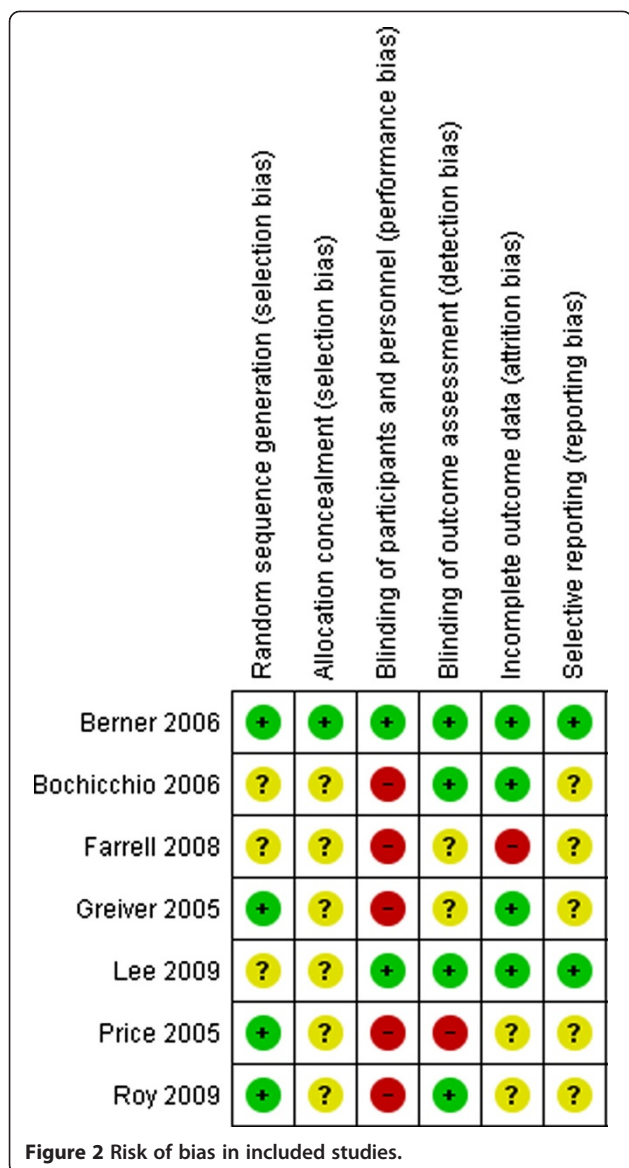 Random sequence generation (selection bias)
Allocation concealment (selection bias)
Blinding of participants and personnel (performance bias)
Blinding of outcome assessment (detection bias)
Incomplete outcome data (attrition bias)
Selective reporting (reporting bias)
Berner 2006 + + + + + +
Bochicchio 2006 ? ? - + + ?
Farrell 2008 ? ? - ? - ?
Greiver 2005 + ? - ? + ?
Lee 2009 ? ? + + + +
Price 2005 + ? - - ? ?
Roy 2009 + ? - + ? ?
Figure 2 Risk of bias in included studies.